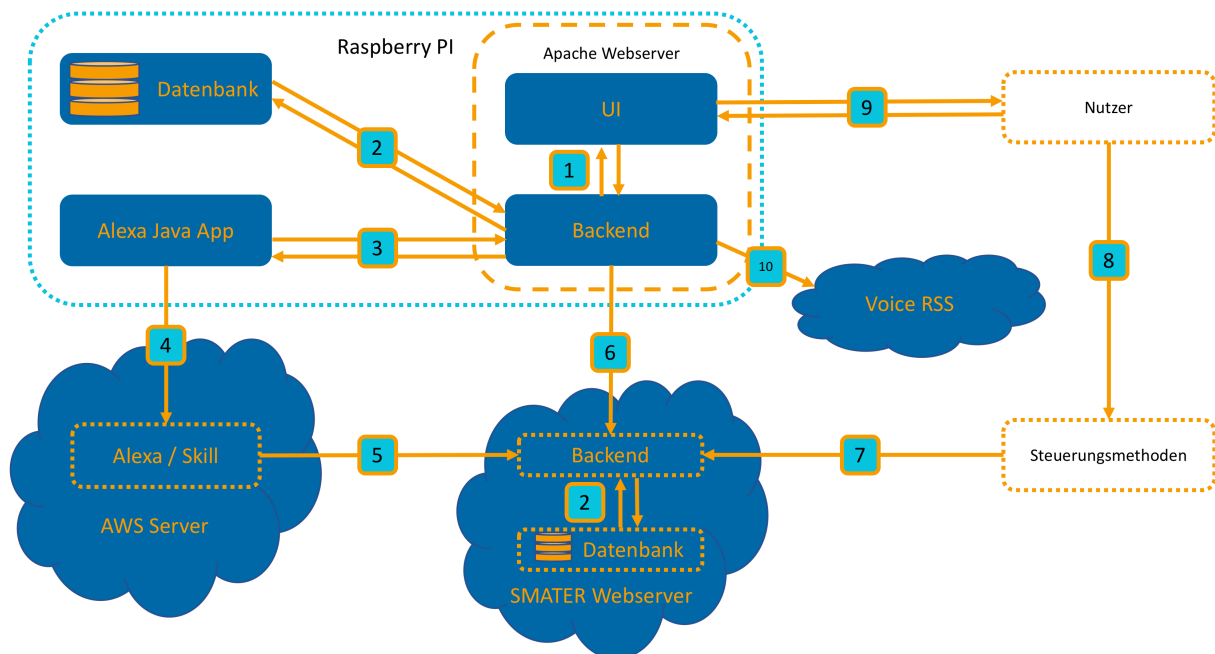 Raspberry PI
Apache Webserver
Datenbank
UI
9
Nutzer
2
1
Alexa Java App
3
Backend
10
8
Voice RSS
4
6
Alexa / Skill
5
Backend
7
Steuerungsmethoden
2
AWS Server
Datenbank
SMATER Webserver